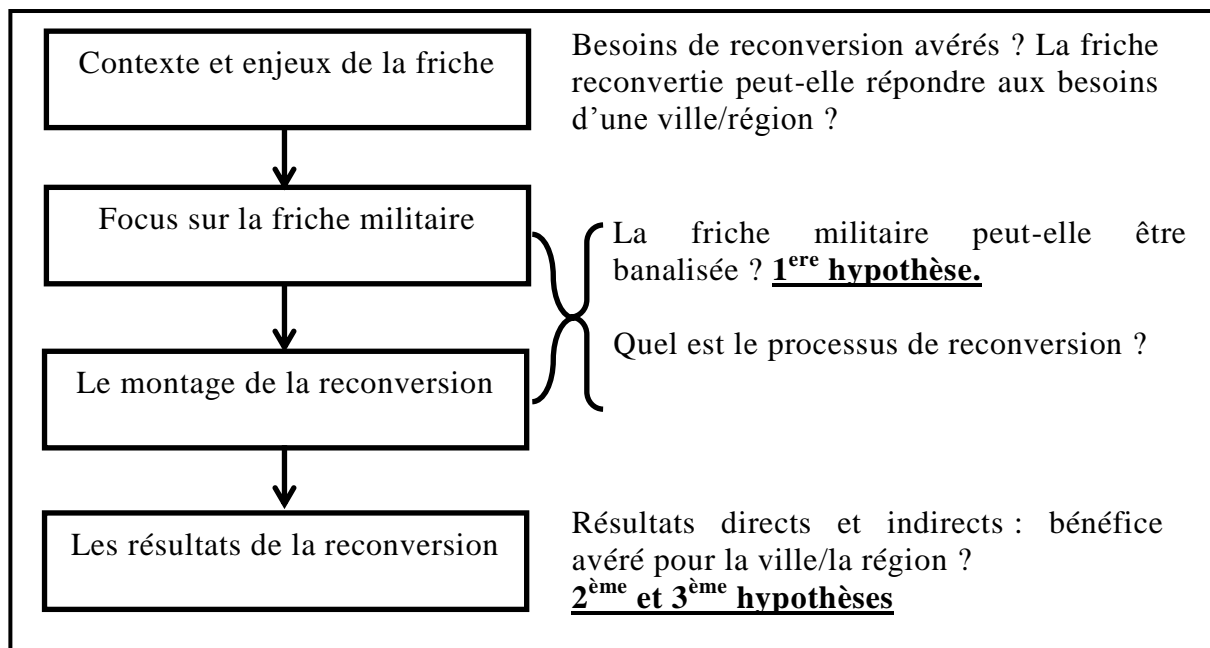 Contexte et enjeux de la friche
Besoins de reconversion avérés ? La friche
reconvertie peut-elle répondre aux besoins
d’une ville/région ?
Focus sur la friche militaire
La friche militaire peut-elle être
banalisée ? 1ere hypothèse.
Quel est le processus de reconversion ?
Le montage de la reconversion
Les résultats de la reconversion
Résultats directs et indirects : bénéfice
avéré pour la ville/la région ?
2ème et 3ème hypothèses